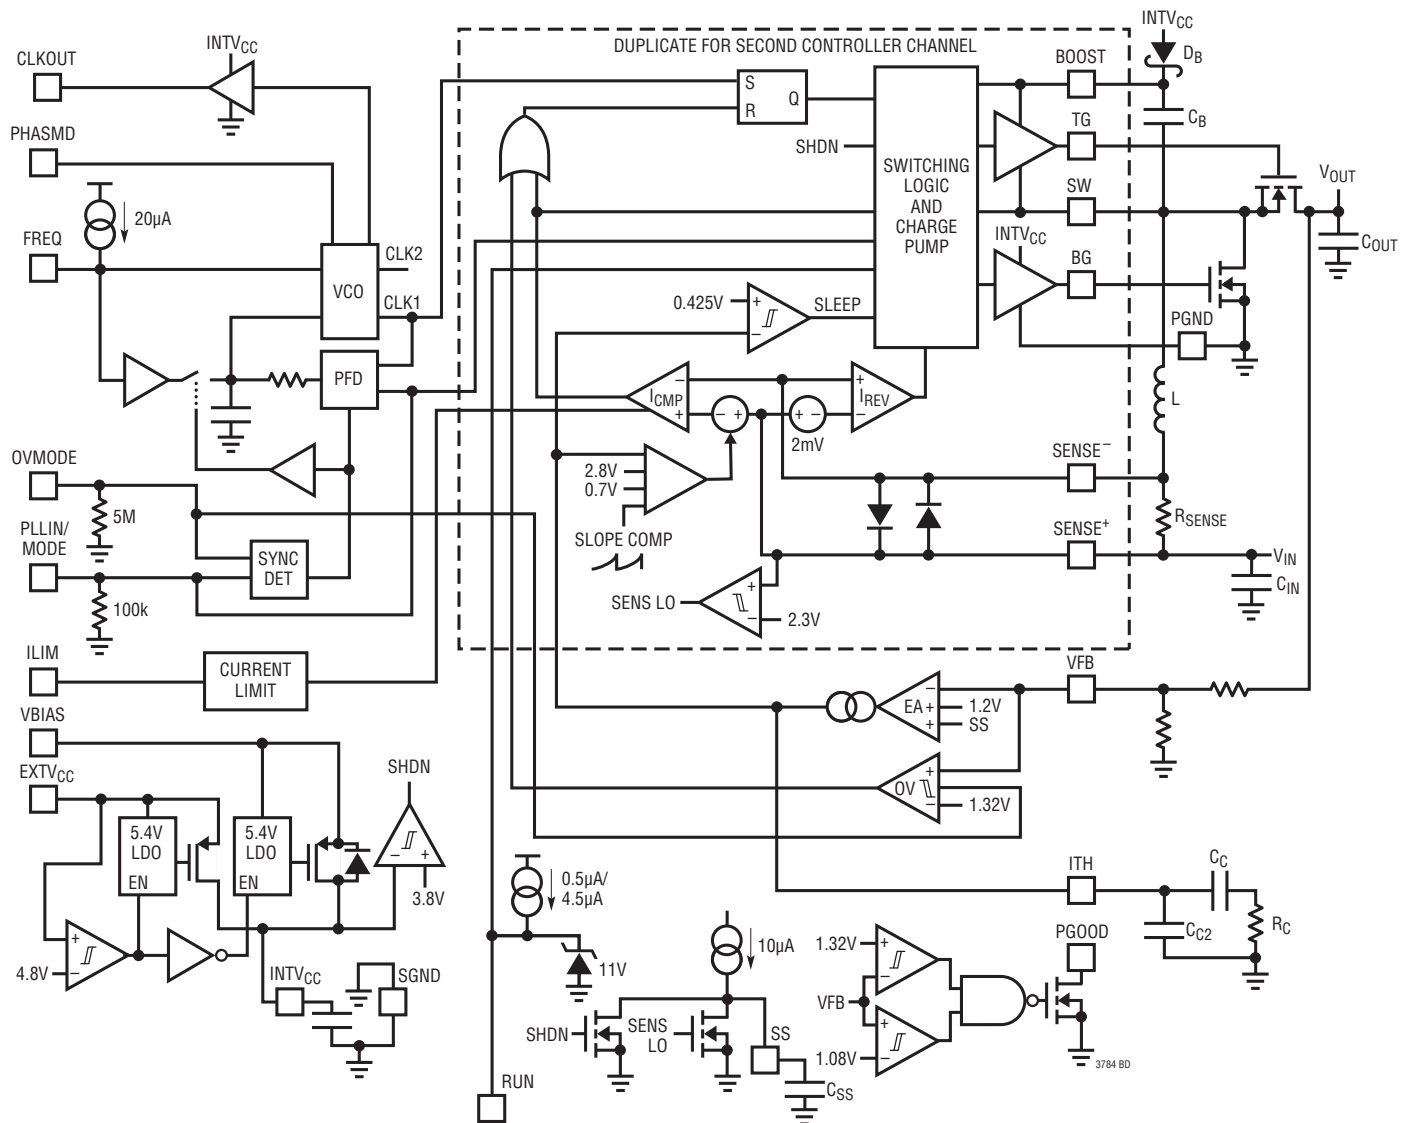 INTVCC
DUPLICATE FOR SECOND CONTROLLER CHANNEL
INTVCC
CLKOUT
BOOST
DB
S
R
Q
CB
PHASMD
TG
SHDN
SWITCHING
LOGIC
AND
CHARGE
PUMP
VOUT
20µA
SW
FREQ
INTVCC
COUT
CLK2
VCO
BG
CLK1
0.425V
+
−
SLEEP
PGND
PFD
−
ICMP
+
− +
+ −
2mV
+
IREV
−
L
OVMODE
2.8V
0.7V
SENSE−
5M
RSENSE
PLLIN/
MODE
SLOPE COMP
SENSE+
SYNC
DET
VIN
CIN
100k
SENS LO
+
−
2.3V
ILIM
CURRENT
LIMIT
VFB
VBIAS
−
EA +
+
1.2V
SS
EXTVCC
SHDN
+
OV
−
1.32V
5.4V
LDO
EN
5.4V
LDO
EN
−
+
3.8V
ITH
CC
0.5µA/
4.5µA
CC2
RC
+
−
4.8V
11V
10µA
1.32V
+
−
PGOOD
INTVCC
SGND
VFB
SHDN
SENS
LO
SS
+
−
1.08V
3784 BD
RUN
CSS